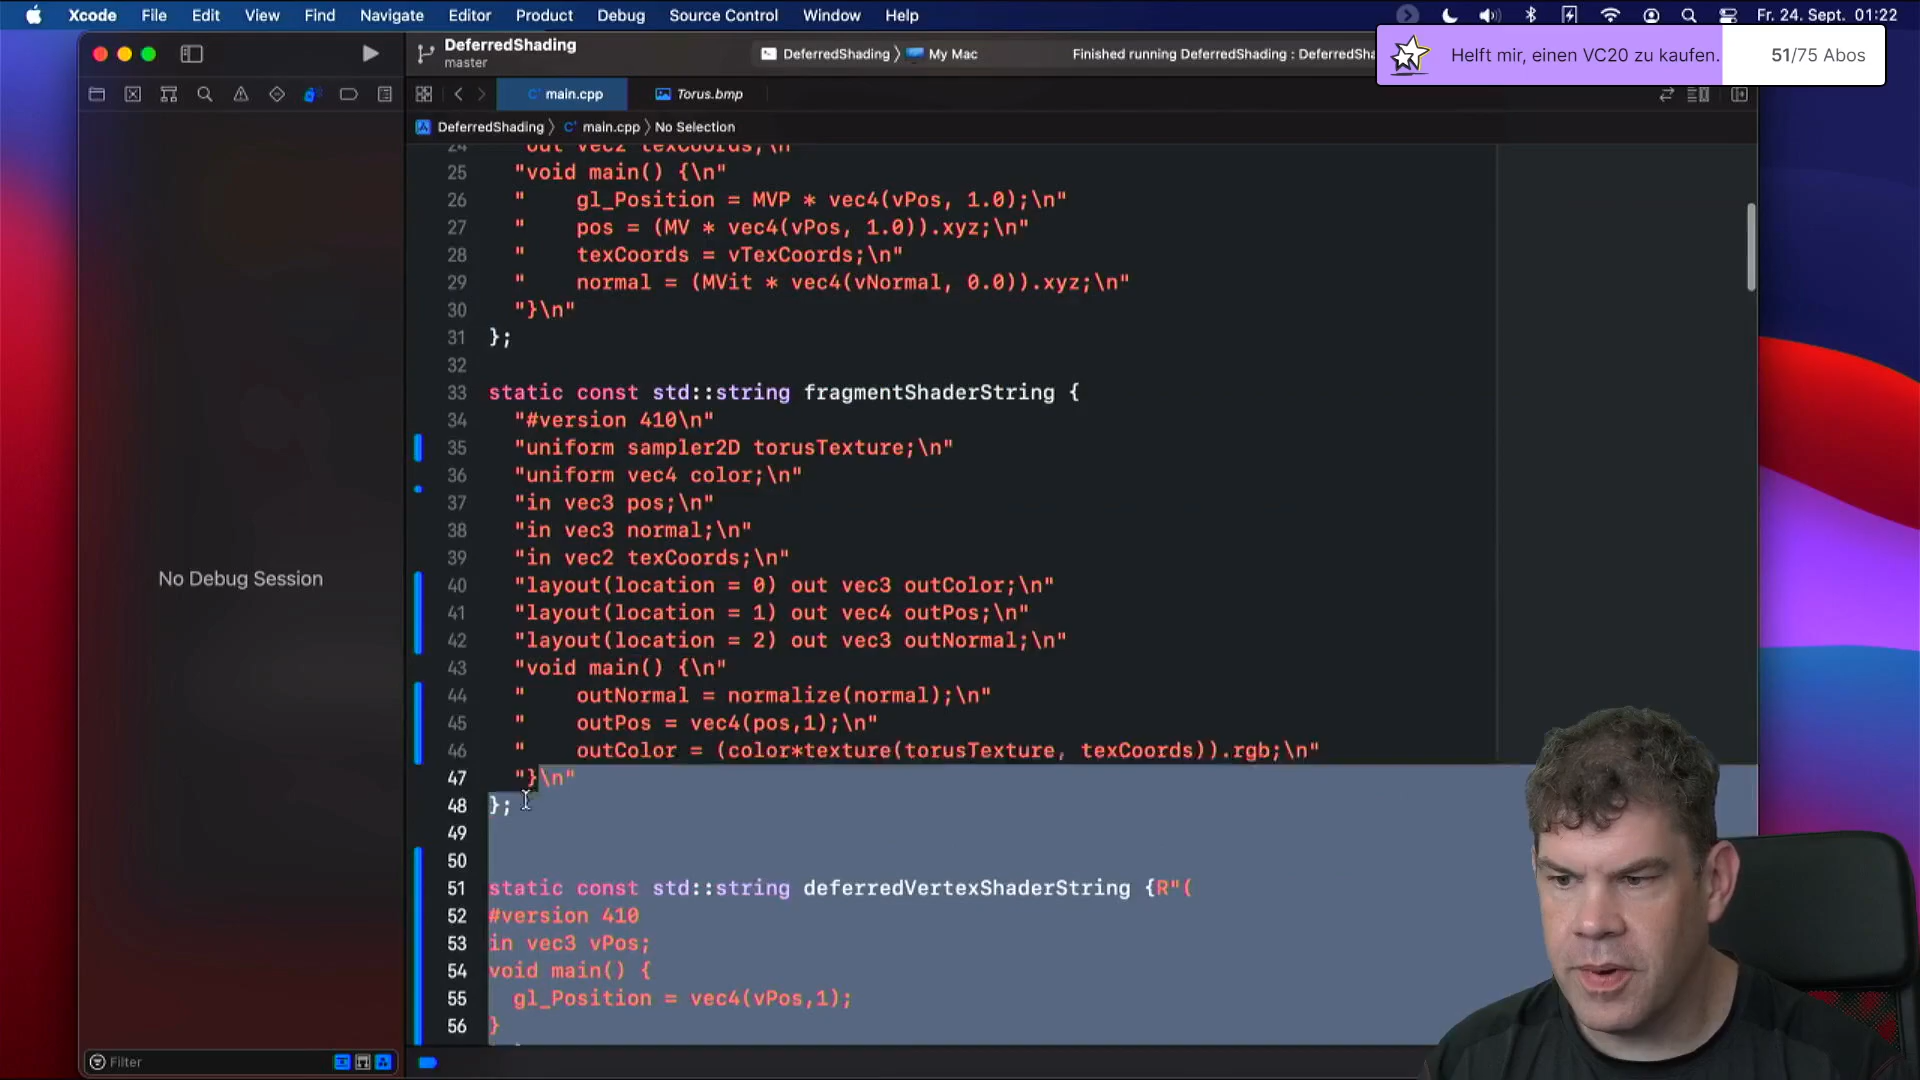 Xcode File Edit View Find Navigate Editor Product Debug Source Control Window Help Fr. 24. Sept. 01:22
DeferredShading
master
DeferredShading 〉 My Mac
Finished running DeferredShading : DeferredSha
Helft mir, einen VC20 zu kaufen. 51/75 Abos
main.cpp
Torus.bmp
DeferredShading 〉 main.cpp 〉 No Selection
24 "out vec2 texCoords;\n"
25 "void main() {\n"
26 "    gl_Position = MVP * vec4(vPos, 1.0);\n"
27 "    pos = (MV * vec4(vPos, 1.0)).xyz;\n"
28 "    texCoords = vTexCoords;\n"
29 "    normal = (MVit * vec4(vNormal, 0.0)).xyz;\n"
30 "}\n"
31 };
32
33 static const std::string fragmentShaderString {
34 "#version 410\n"
35 "uniform sampler2D torusTexture;\n"
36 "uniform vec4 color;\n"
37 "in vec3 pos;\n"
38 "in vec3 normal;\n"
39 "in vec2 texCoords;\n"
40 "layout(location = 0) out vec3 outColor;\n"
41 "layout(location = 1) out vec4 outPos;\n"
42 "layout(location = 2) out vec3 outNormal;\n"
43 "void main() {\n"
44 "    outNormal = normalize(normal);\n"
45 "    outPos = vec4(pos,1);\n"
46 "    outColor = (color*texture(torusTexture, texCoords)).rgb;\n"
47 "}\n"
48 };
49
50
51 static const std::string deferredVertexShaderString {R"(
52 #version 410
53 in vec3 vPos;
54 void main() {
55   gl_Position = vec4(vPos,1);
56 }
No Debug Session
Filter